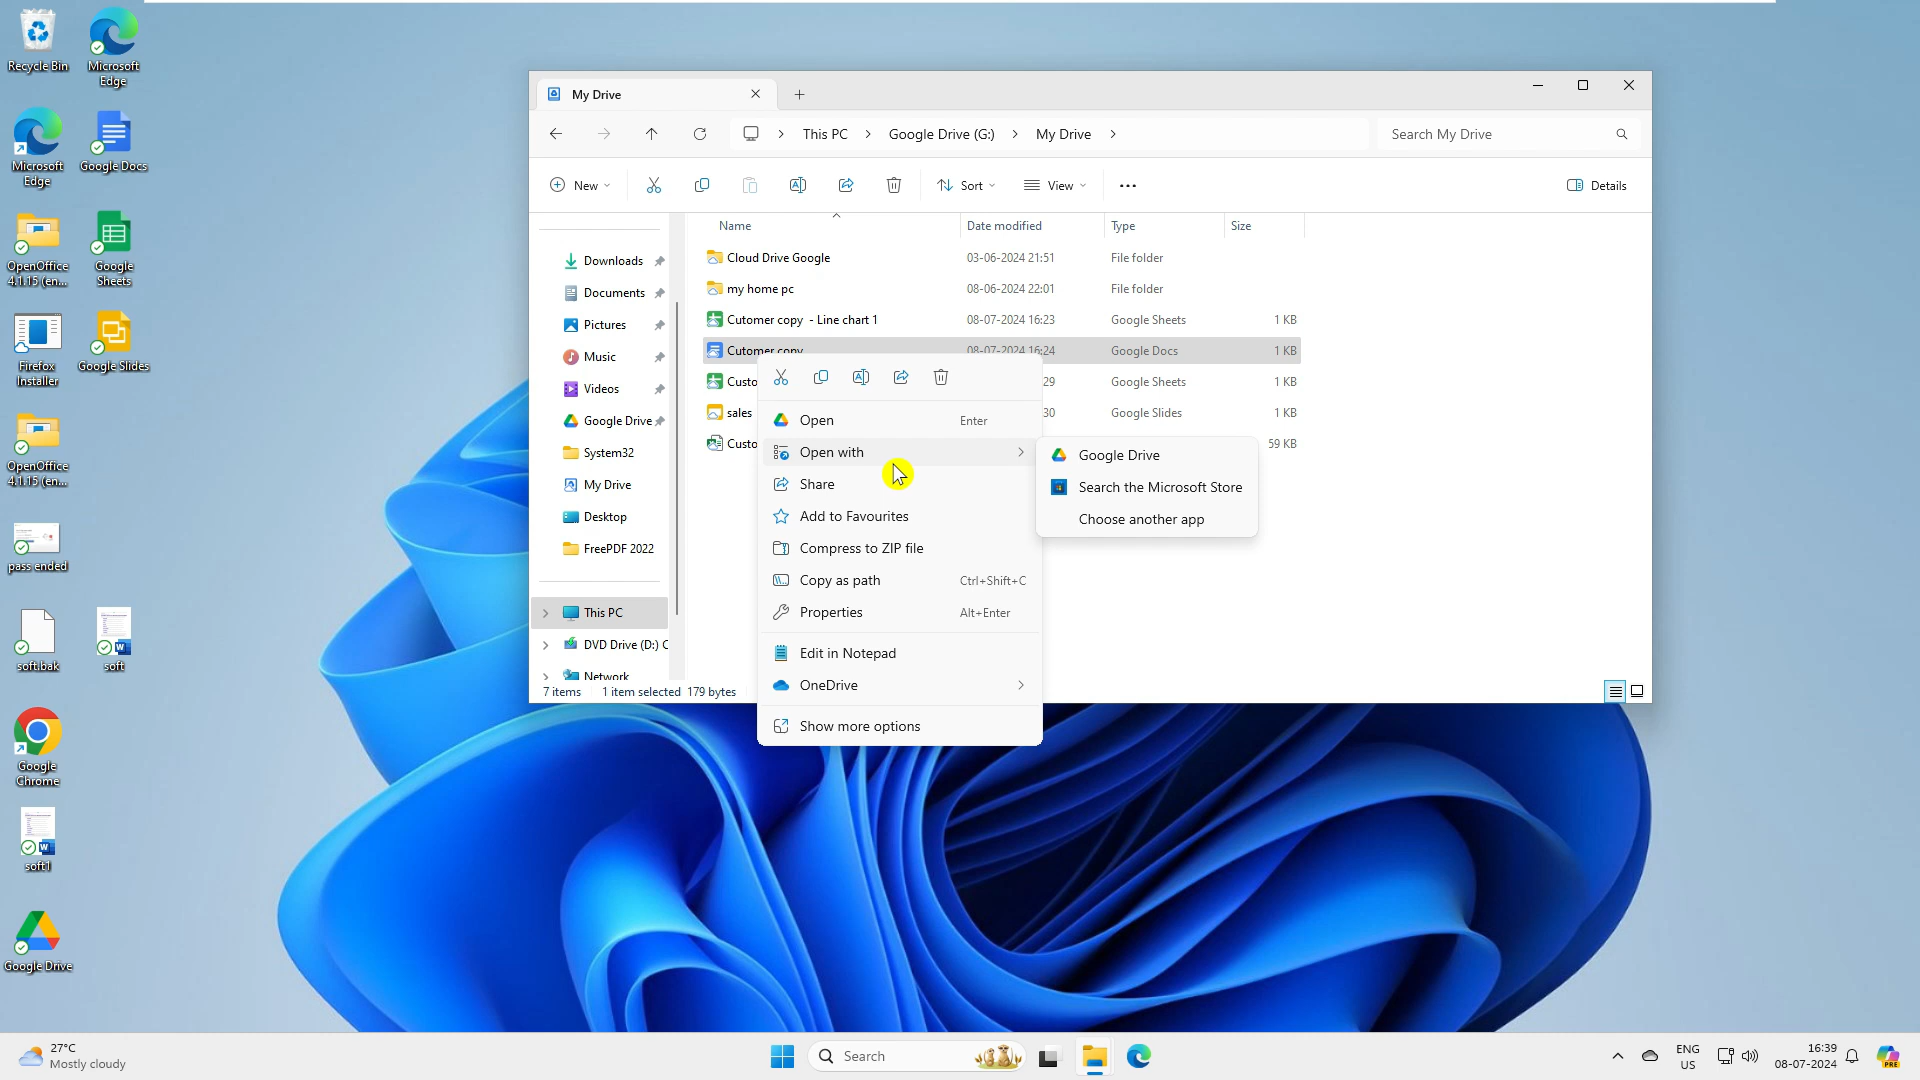 Recycle Bin
Microsoft
Edge
Microsoft
Edge
Google Docs
OpenOffice
4.1.15 (en...
Google
Sheets
Firefox
Installer
Google Slides
OpenOffice
4.1.15 (en...
pass ended
soft.bak
soft
Google
Chrome
soft1
Google Drive
My Drive
This PC
Google Drive (G:)
My Drive
Search My Drive
New
Sort
View
Details
Name
Date modified
Type
Size
Downloads
Documents
Pictures
Music
Videos
Google Drive
System32
My Drive
Desktop
FreePDF 2022
This PC
DVD Drive (D:) C
Network
Cloud Drive Google 03-06-2024 21:51 File folder
my home pc 08-06-2024 22:01 File folder
Cutomer copy - Line chart 1 08-07-2024 16:23 Google Sheets 1 KB
Cutomer copy 08-07-2024 16:24 Google Docs 1 KB
Custo 29 Google Sheets 1 KB
sales 30 Google Slides 1 KB
Custo 59 KB
Open Enter
Open with
Share
Add to Favourites
Compress to ZIP file
Copy as path Ctrl+Shift+C
Properties Alt+Enter
Edit in Notepad
OneDrive
Show more options
Google Drive
Search the Microsoft Store
Choose another app
7 items 1 item selected 179 bytes
27°C
Mostly cloudy
Search
ENG
US
16:39
08-07-2024
PRE